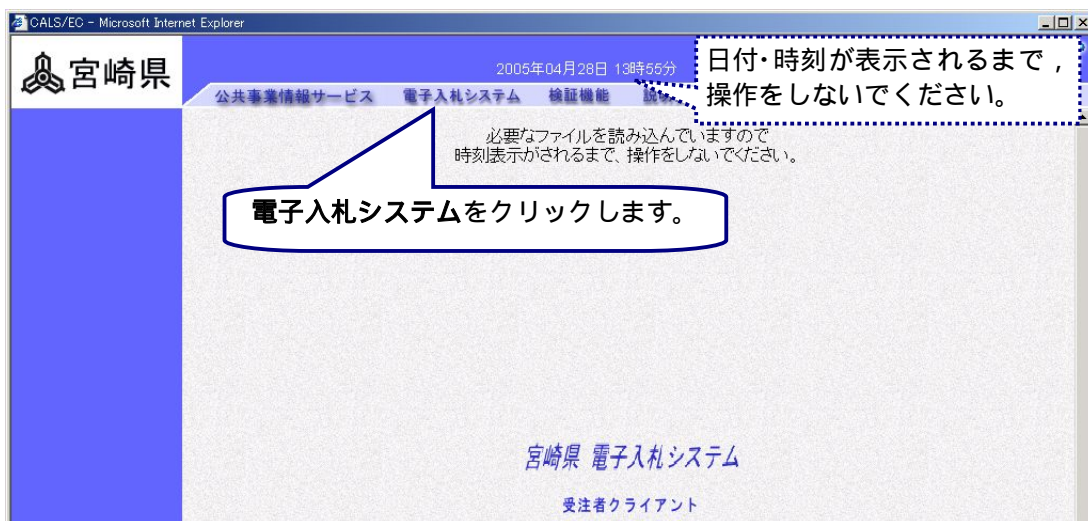 CALS/EC - Microsoft Internet Explorer
宮崎県
2005年04月28日 13時55分
日付･時刻が表示されるまで，
操作をしないでください。
公共事業情報サービス 電子入札システム 検証機能
必要なファイルを読み込んでいますので
時刻表示がされるまで、操作をしないでください。
電子入札システムをクリックします。
宮崎県 電子入札システム
受注者クライアント